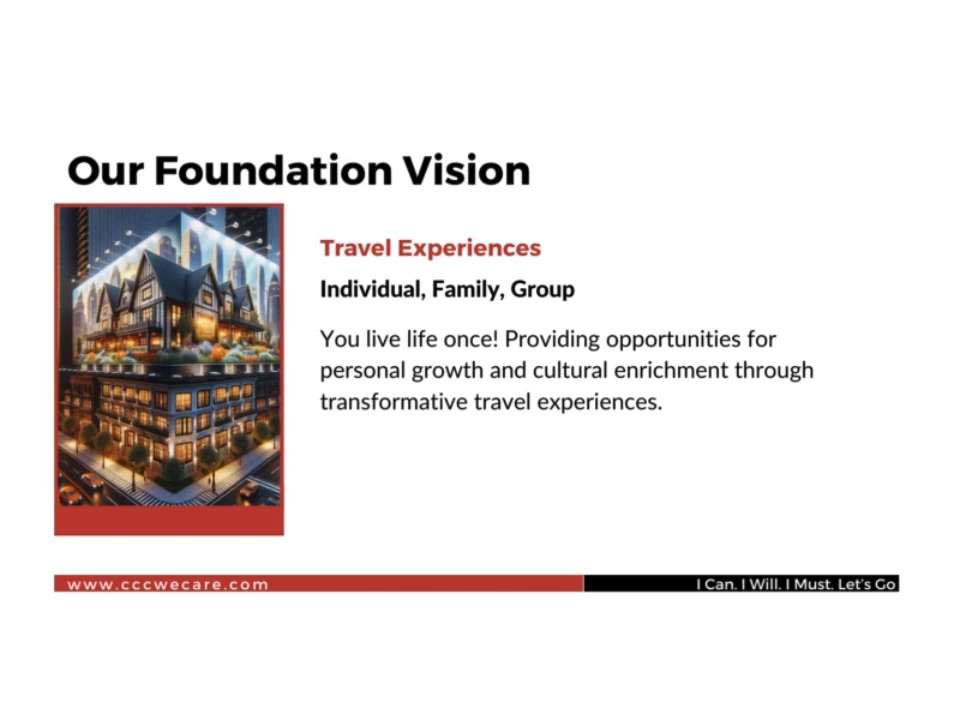 Our Foundation Vision
Travel Experiences
Individual, Family, Group
You live life once! Providing opportunities for
personal growth and cultural enrichment through
transformative travel experiences.
www.cccwecare.com
I Can. I Will. I Must. Let's Go